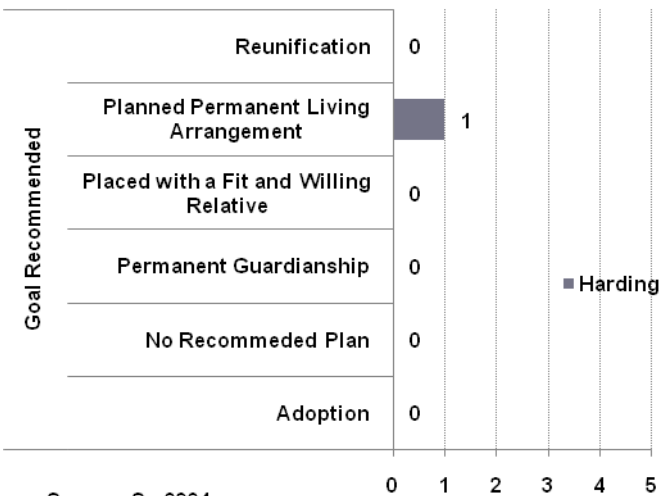 Reunification 0
Planned Permanent Living
Arrangement 1
Placed with a Fit and Willing
Relative 0
Permanent Guardianship 0
No Recommeded Plan 0
Adoption 0
Goal Recommended
Harding
0 1 2 3 4 5